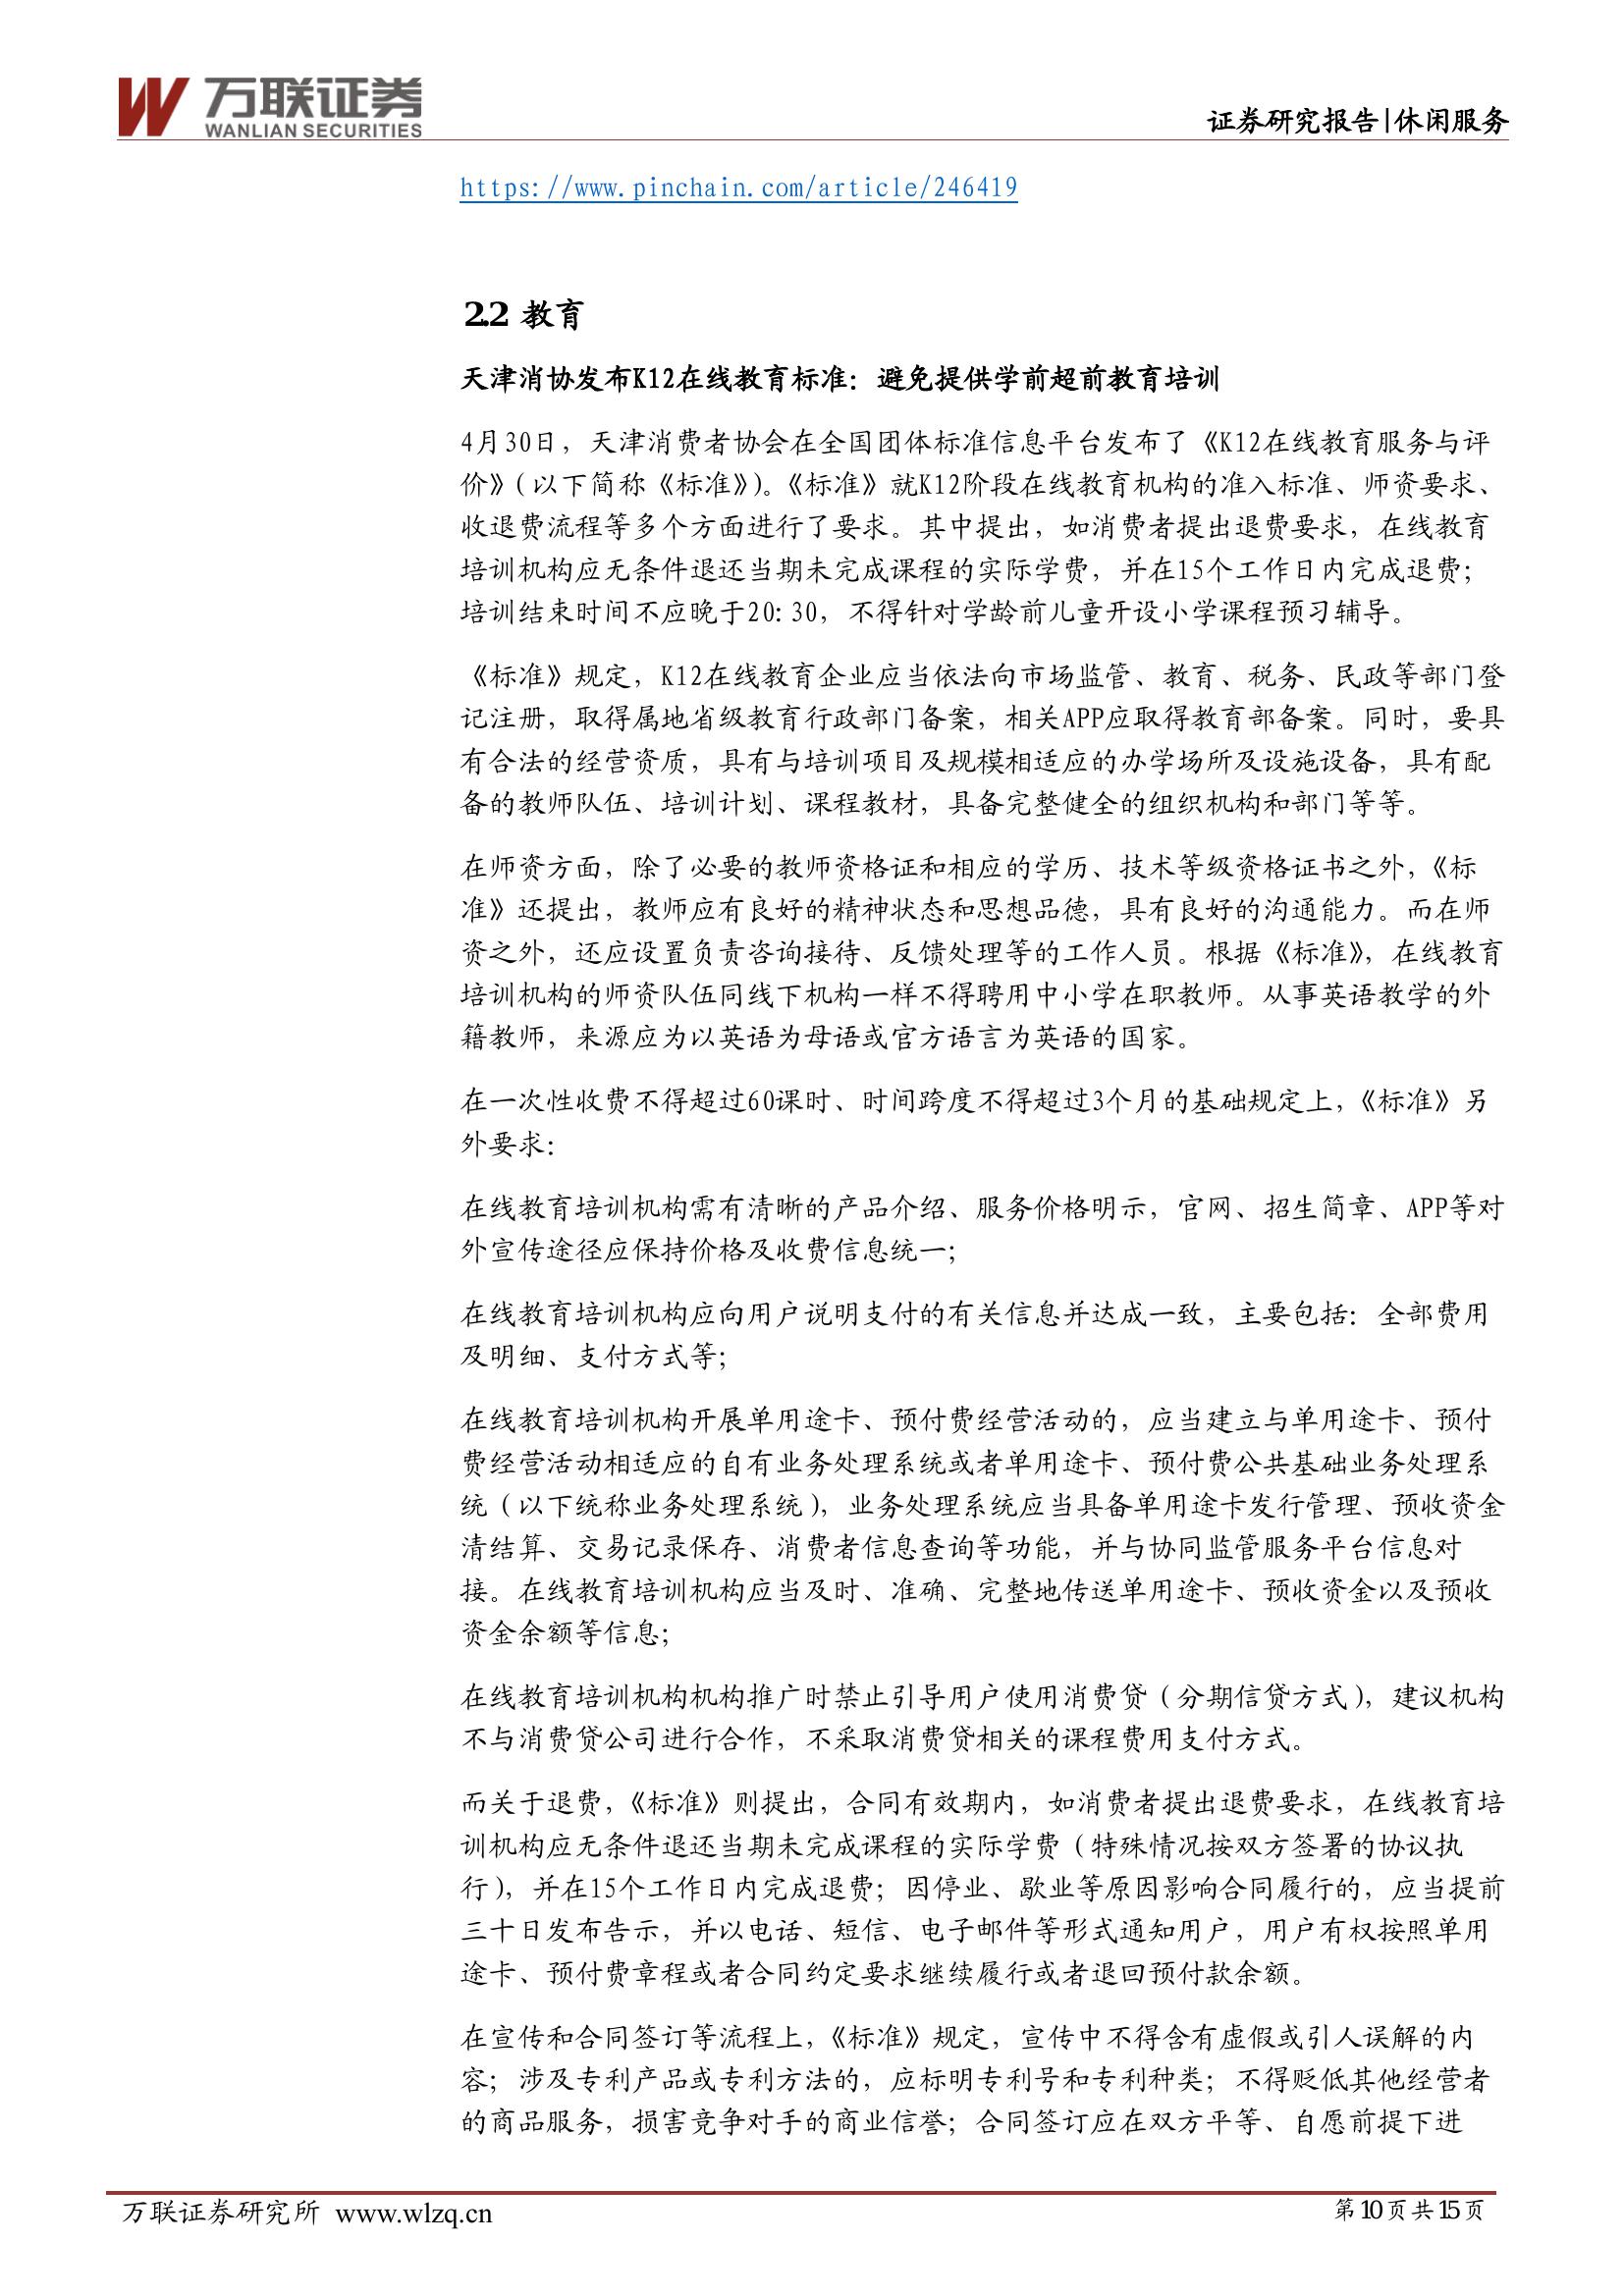 万联证券
WANLIAN SECURITIES
证券研究报告|休闲服务
https://www.pinchain.com/article/246419
2.2 教育
天津消协发布K12在线教育标准：避免提供学前超前教育培训
4月30日，天津消费者协会在全国团体标准信息平台发布了《K12在线教育服务与评
价》（以下简称《标准》）。《标准》就K12阶段在线教育机构的准入标准、师资要求、
收退费流程等多个方面进行了要求。其中提出，如消费者提出退费要求，在线教育
培训机构应无条件退还当期未完成课程的实际学费，并在15个工作日内完成退费；
培训结束时间不应晚于20:30，不得针对学龄前儿童开设小学课程预习辅导。
《标准》规定，K12在线教育企业应当依法向市场监管、教育、税务、民政等部门登
记注册，取得属地省级教育行政部门备案，相关APP应取得教育部备案。同时，要具
有合法的经营资质，具有与培训项目及规模相适应的办学场所及设施设备，具有配
备的教师队伍、培训计划、课程教材，具备完整健全的组织机构和部门等等。
在师资方面，除了必要的教师资格证和相应的学历、技术等级资格证书之外，《标
准》还提出，教师应有良好的精神状态和思想品德，具有良好的沟通能力。而在师
资之外，还应设置负责咨询接待、反馈处理等的工作人员。根据《标准》，在线教育
培训机构的师资队伍同线下机构一样不得聘用中小学在职教师。从事英语教学的外
籍教师，来源应为以英语为母语或官方语言为英语的国家。
在一次性收费不得超过60课时、时间跨度不得超过3个月的基础规定上，《标准》另
外要求：
在线教育培训机构需有清晰的产品介绍、服务价格明示，官网、招生简章、APP等对
外宣传途径应保持价格及收费信息统一；
在线教育培训机构应向用户说明支付的有关信息并达成一致，主要包括：全部费用
及明细、支付方式等；
在线教育培训机构开展单用途卡、预付费经营活动的，应当建立与单用途卡、预付
费经营活动相适应的自有业务处理系统或者单用途卡、预付费公共基础业务处理系
统（以下统称业务处理系统），业务处理系统应当具备单用途卡发行管理、预收资金
清结算、交易记录保存、消费者信息查询等功能，并与协同监管服务平台信息对
接。在线教育培训机构应当及时、准确、完整地传送单用途卡、预收资金以及预收
资金余额等信息；
在线教育培训机构机构推广时禁止引导用户使用消费贷（分期信贷方式），建议机构
不与消费贷公司进行合作，不采取消费贷相关的课程费用支付方式。
而关于退费，《标准》则提出，合同有效期内，如消费者提出退费要求，在线教育培
训机构应无条件退还当期未完成课程的实际学费（特殊情况按双方签署的协议执
行），并在15个工作日内完成退费；因停业、歇业等原因影响合同履行的，应当提前
三十日发布告示，并以电话、短信、电子邮件等形式通知用户，用户有权按照单用
途卡、预付费章程或者合同约定要求继续履行或者退回预付款余额。
在宣传和合同签订等流程上，《标准》规定，宣传中不得含有虚假或引人误解的内
容；涉及专利产品或专利方法的，应标明专利号和专利种类；不得贬低其他经营者
的商品服务，损害竞争对手的商业信誉；合同签订应在双方平等、自愿前提下进
万联证券研究所 www.wlzq.cn
第10页共15页